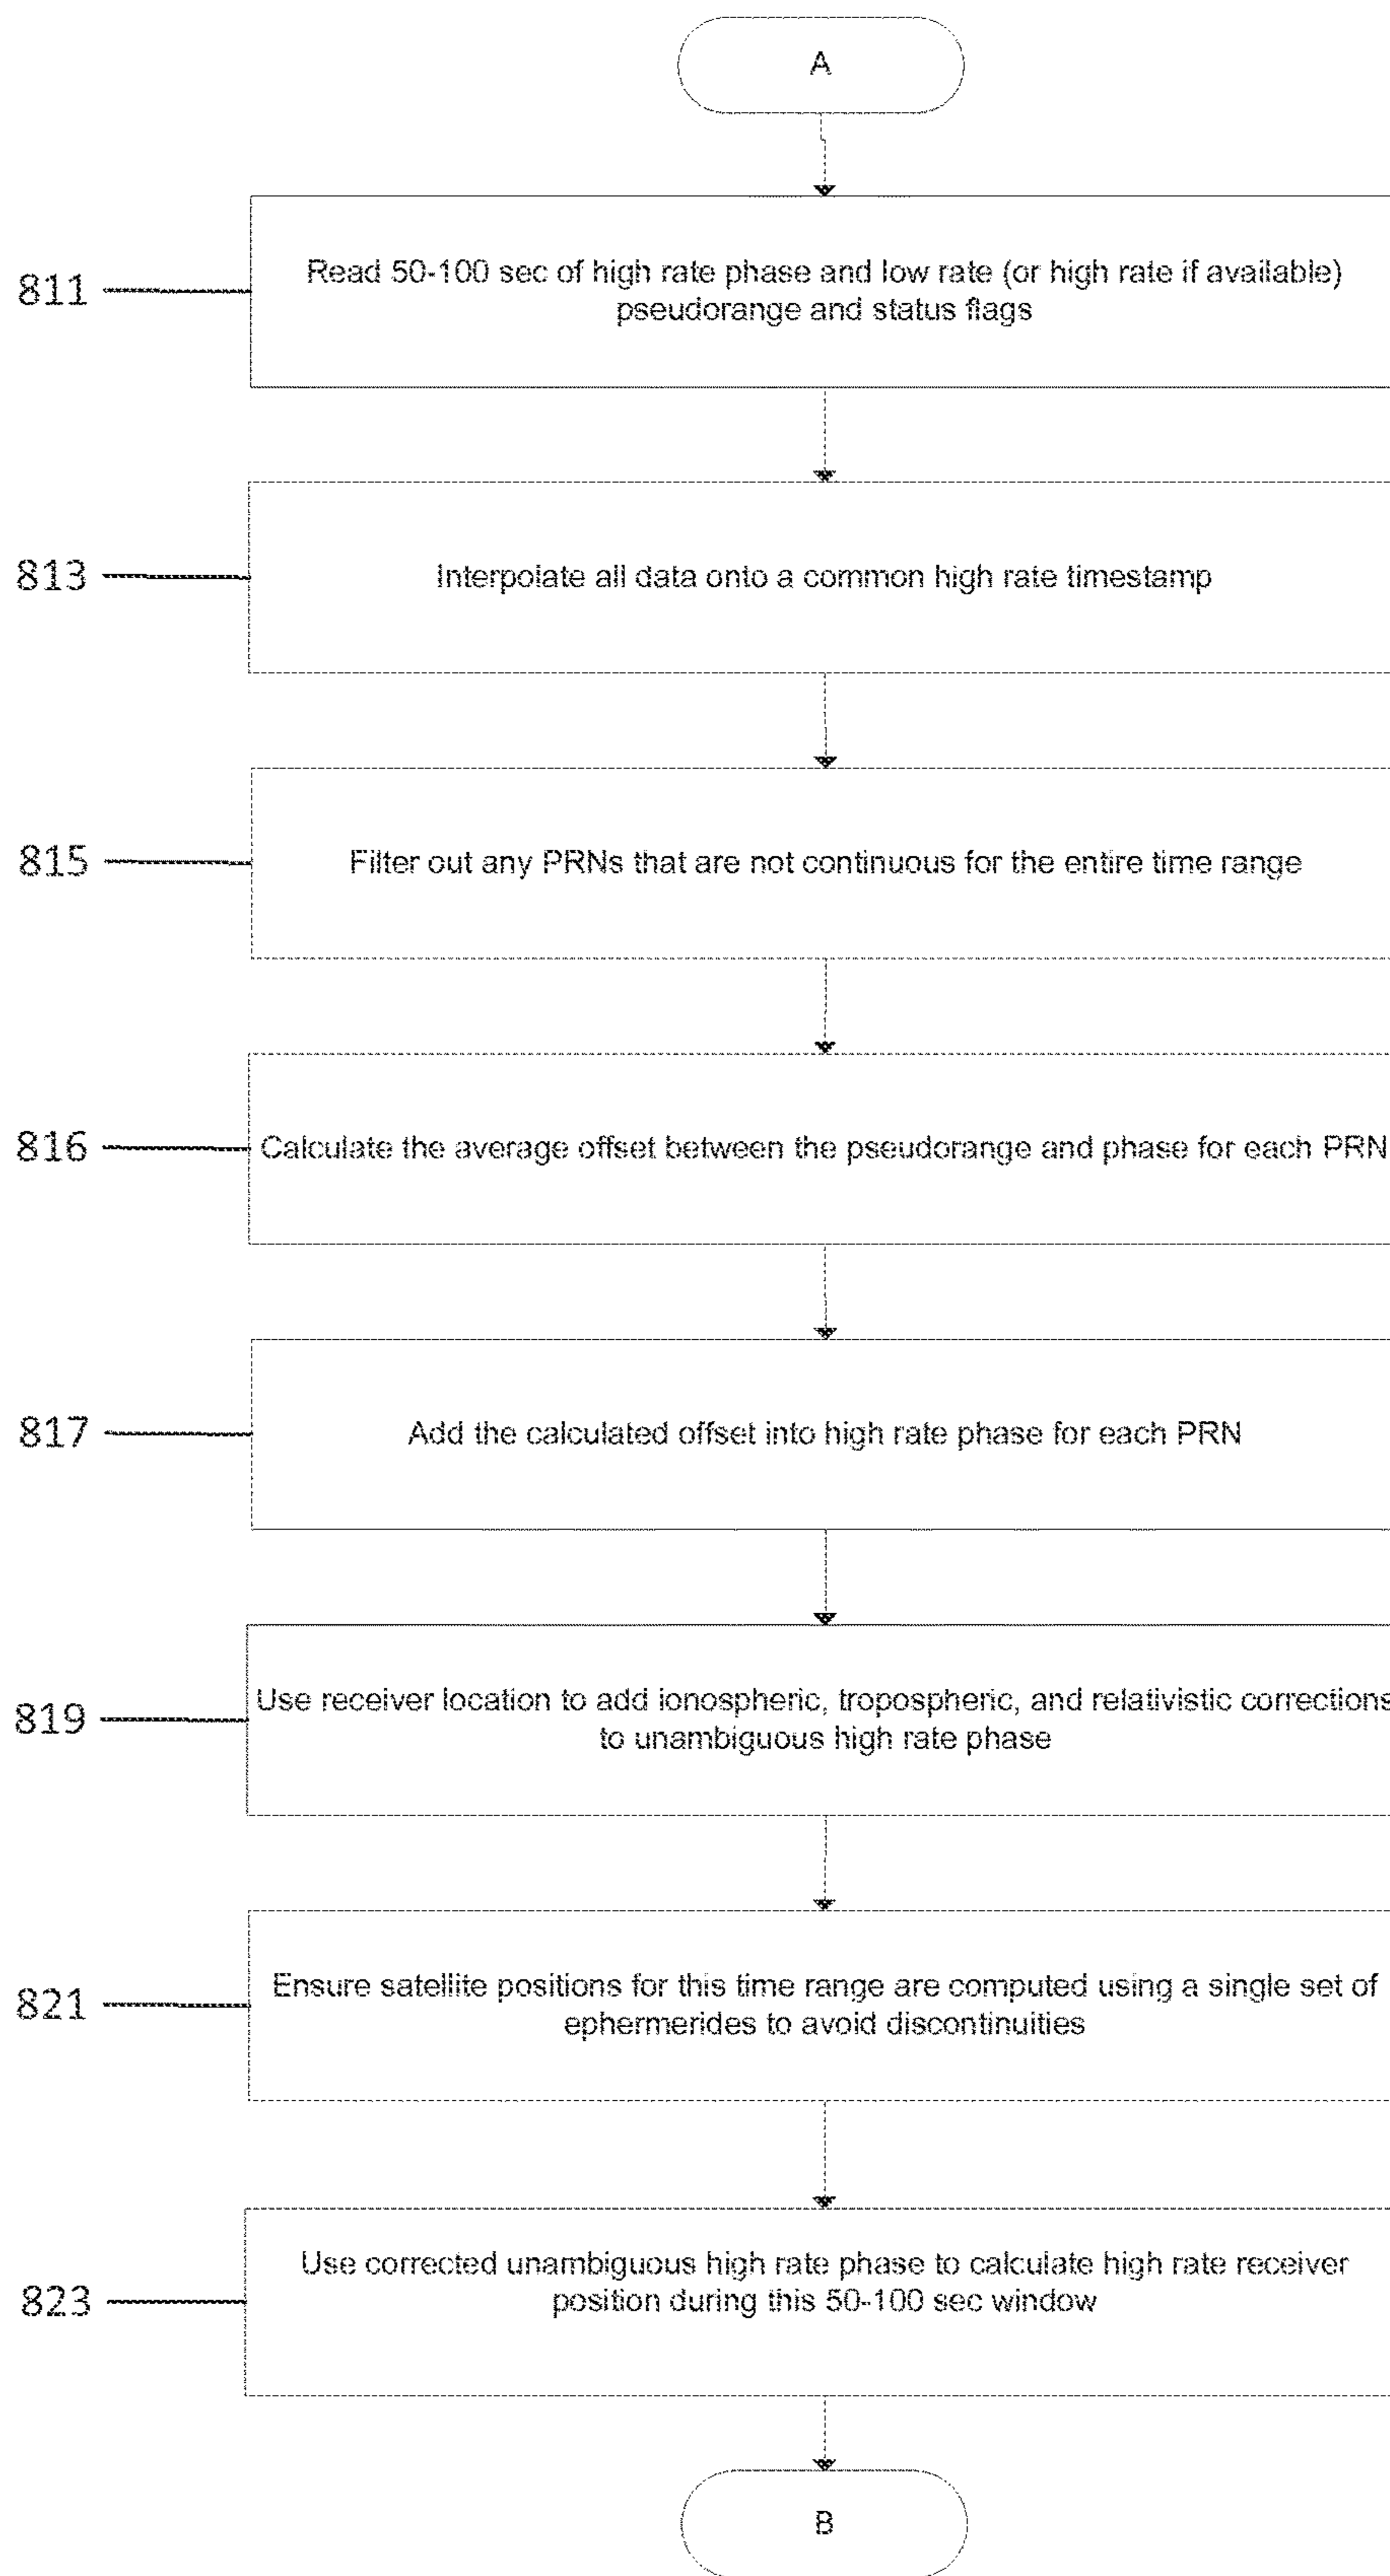 A
811
Read 50-100 sec of high rate phase and low rate (or high rate if available)
pseudorange and status flags
813
Interpolate all data onto a common high rate timestamp
815
Filter out any PRNs that are not continuous for the entire time range
816
Calculate the average offset between the pseudorange and phase for each PRN
817
Add the calculated offset into high rate phase for each PRN
819
Use receiver location to add ionospheric, tropospheric, and relativistic corrections
to unambiguous high rate phase
821
Ensure satellite positions for this time range are computed using a single set of
ephermerides to avoid discontinuities
823
Use corrected unambiguous high rate phase to calculate high rate receiver
position during this 50-100 sec window
B